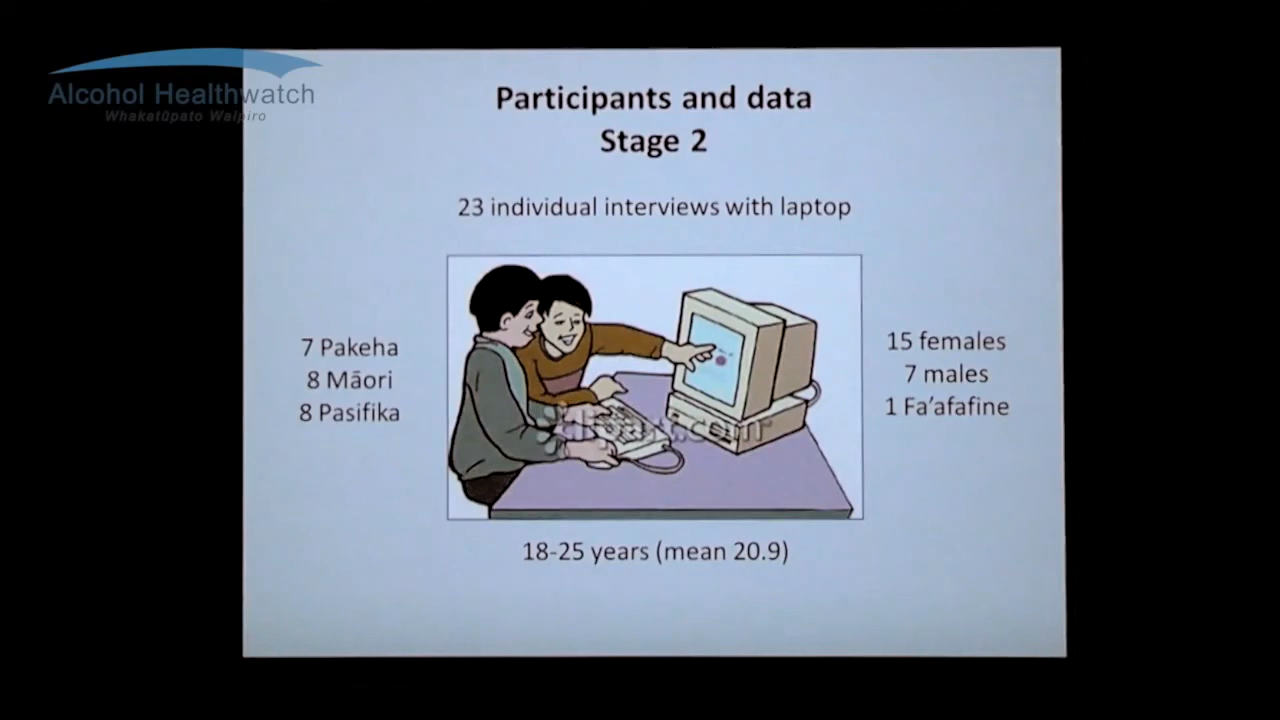 Alcohol Healthwatch
Whakatūpato Waipiro
Participants and data
Stage 2
23 individual interviews with laptop
7 Pakeha
8 Māori
8 Pasifika
15 females
7 males
1 Fa'afafine
18-25 years (mean 20.9)